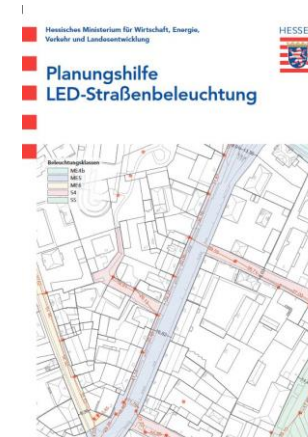 Hessisches Ministerium für Wirtschaft, Energie,
Verkehr und Landesentwicklung
HESSEN
Planungshilfe
LED-Straßenbeleuchtung
Beleuchtungsklassen
ME4b
ME5
ME6
S4
S5